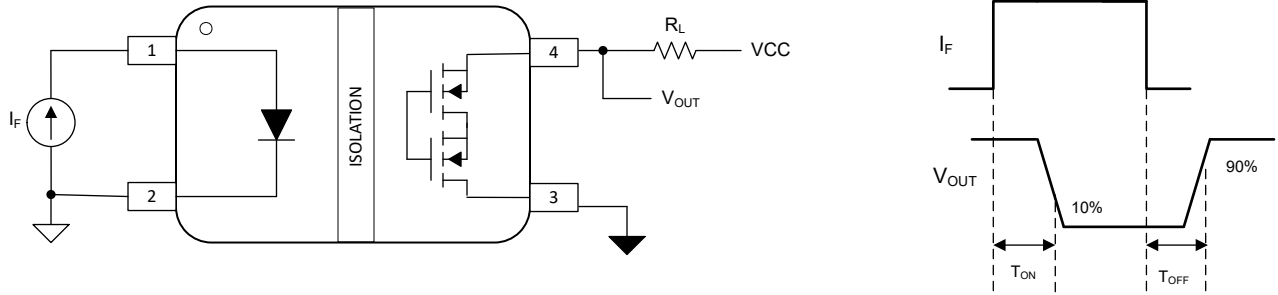 1
4
R_L
VCC
V_OUT
I_F
ISOLATION
2
3
I_F
V_OUT
90%
10%
T_ON
T_OFF